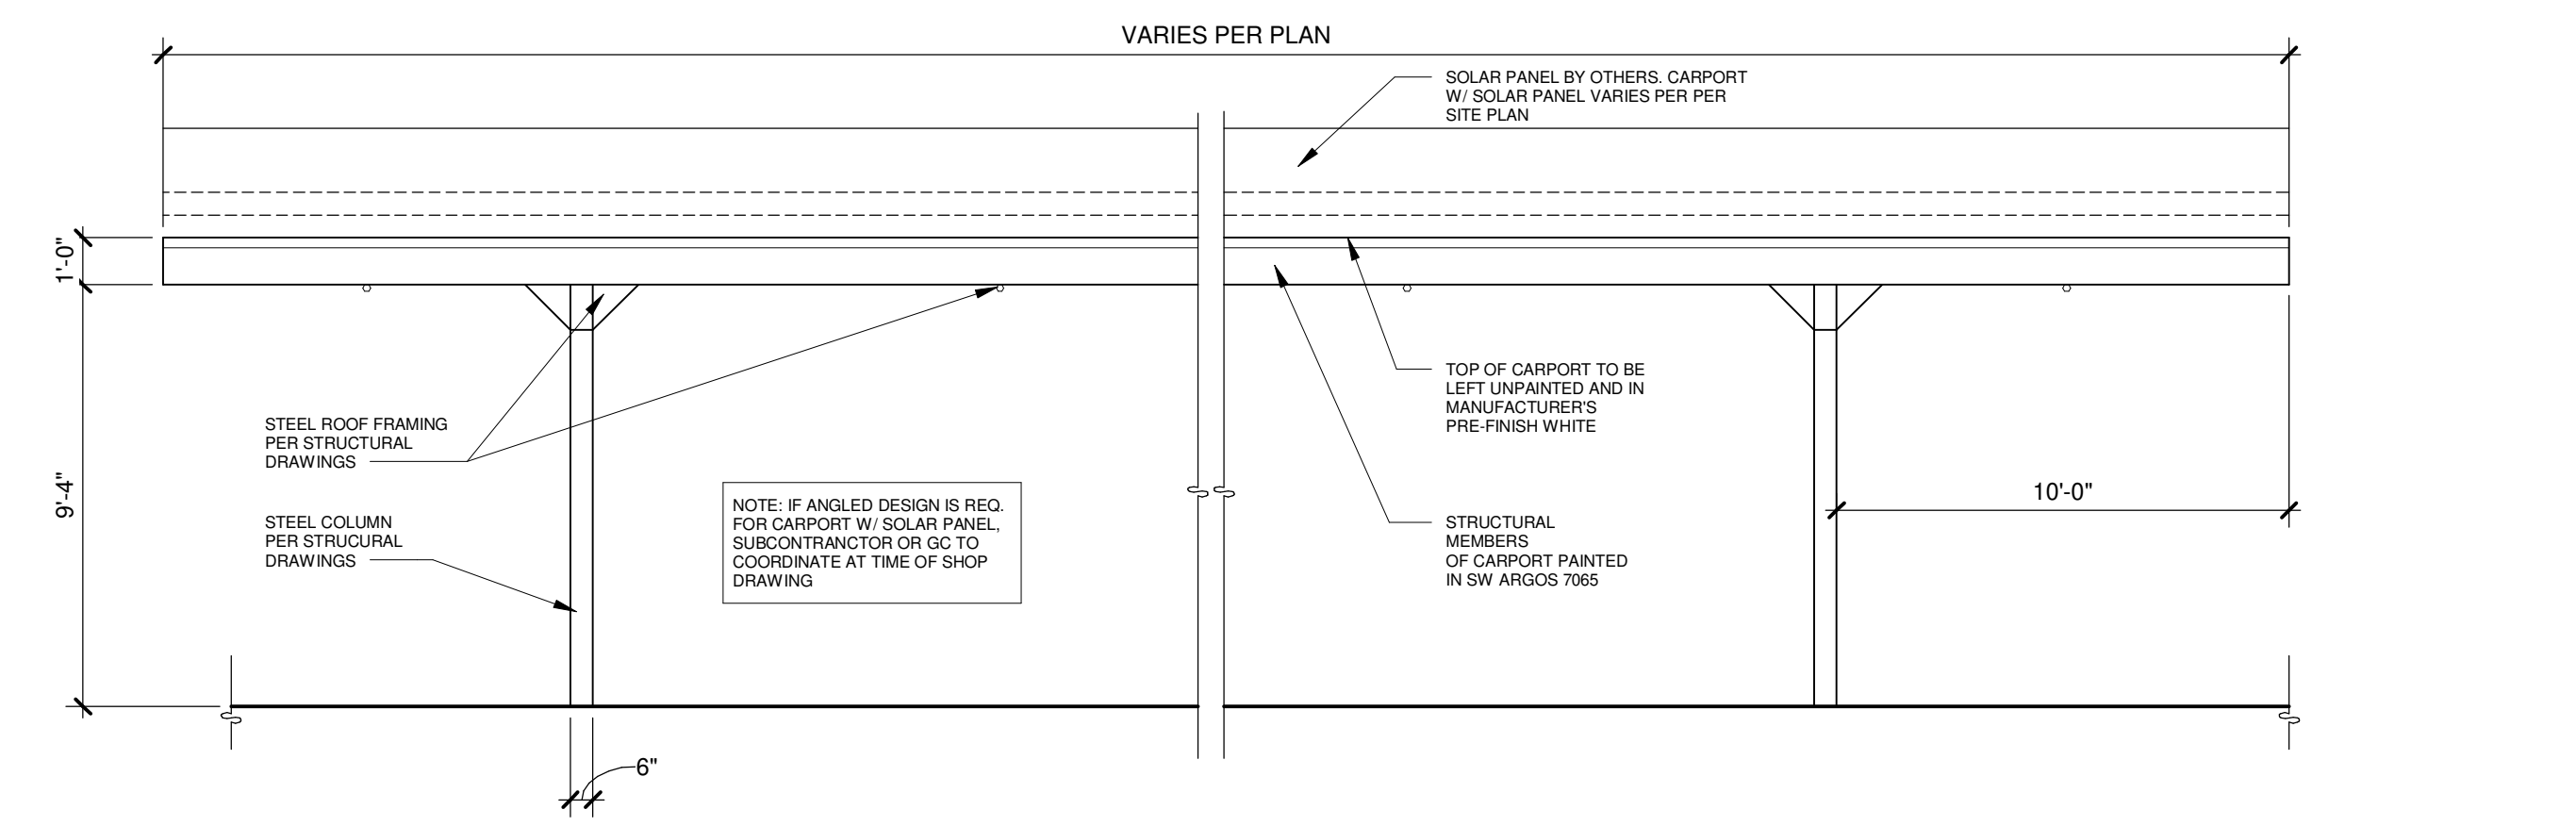 VARIES PER PLAN
SOLAR PANEL BY OTHERS. CARPORT
W/ SOLAR PANEL VARIES PER PER
SITE PLAN
1'-0"
9'-4"
STEEL ROOF FRAMING
PER STRUCTURAL
DRAWINGS
STEEL COLUMN
PER STRUCURAL
DRAWINGS
NOTE: IF ANGLED DESIGN IS REQ.
FOR CARPORT W/ SOLAR PANEL,
SUBCONTRANCTOR OR GC TO
COORDINATE AT TIME OF SHOP
DRAWING
TOP OF CARPORT TO BE
LEFT UNPAINTED AND IN
MANUFACTURER'S
PRE-FINISH WHITE
STRUCTURAL
MEMBERS
OF CARPORT PAINTED
IN SW ARGOS 7065
10'-0"
6"